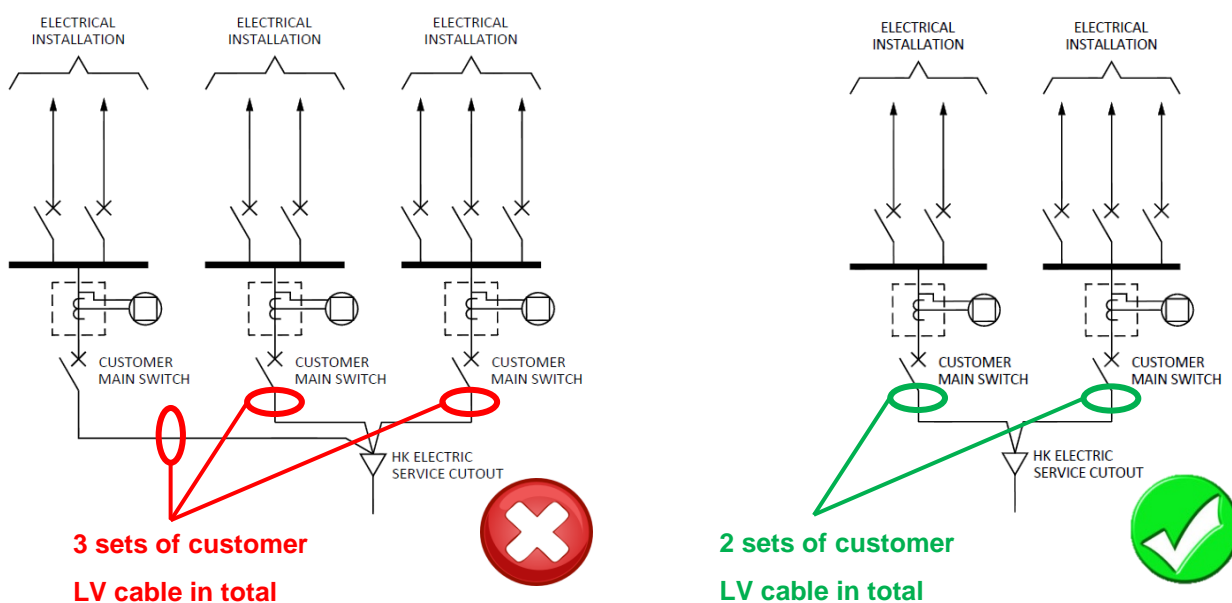 ELECTRICAL
INSTALLATION
ELECTRICAL
INSTALLATION
ELECTRICAL
INSTALLATION
CUSTOMER
MAIN SWITCH
CUSTOMER
MAIN SWITCH
CUSTOMER
MAIN SWITCH
HK ELECTRIC
SERVICE CUTOUT
3 sets of customer
LV cable in total
ELECTRICAL
INSTALLATION
ELECTRICAL
INSTALLATION
CUSTOMER
MAIN SWITCH
CUSTOMER
MAIN SWITCH
HK ELECTRIC
SERVICE CUTOUT
2 sets of customer
LV cable in total